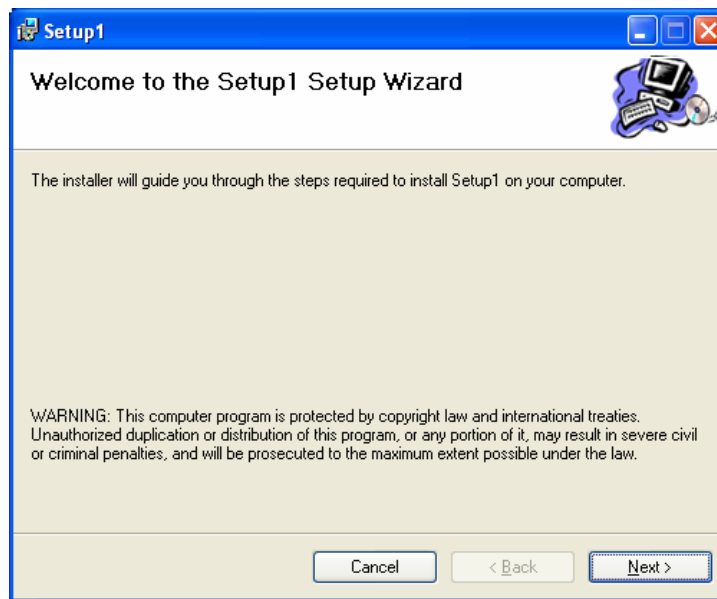 Setup1
Welcome to the Setup1 Setup Wizard
The installer will guide you through the steps required to install Setup1 on your computer.
WARNING: This computer program is protected by copyright law and international treaties.
Unauthorized duplication or distribution of this program, or any portion of it, may result in severe civil
or criminal penalties, and will be prosecuted to the maximum extent possible under the law.
Cancel < Back Next >